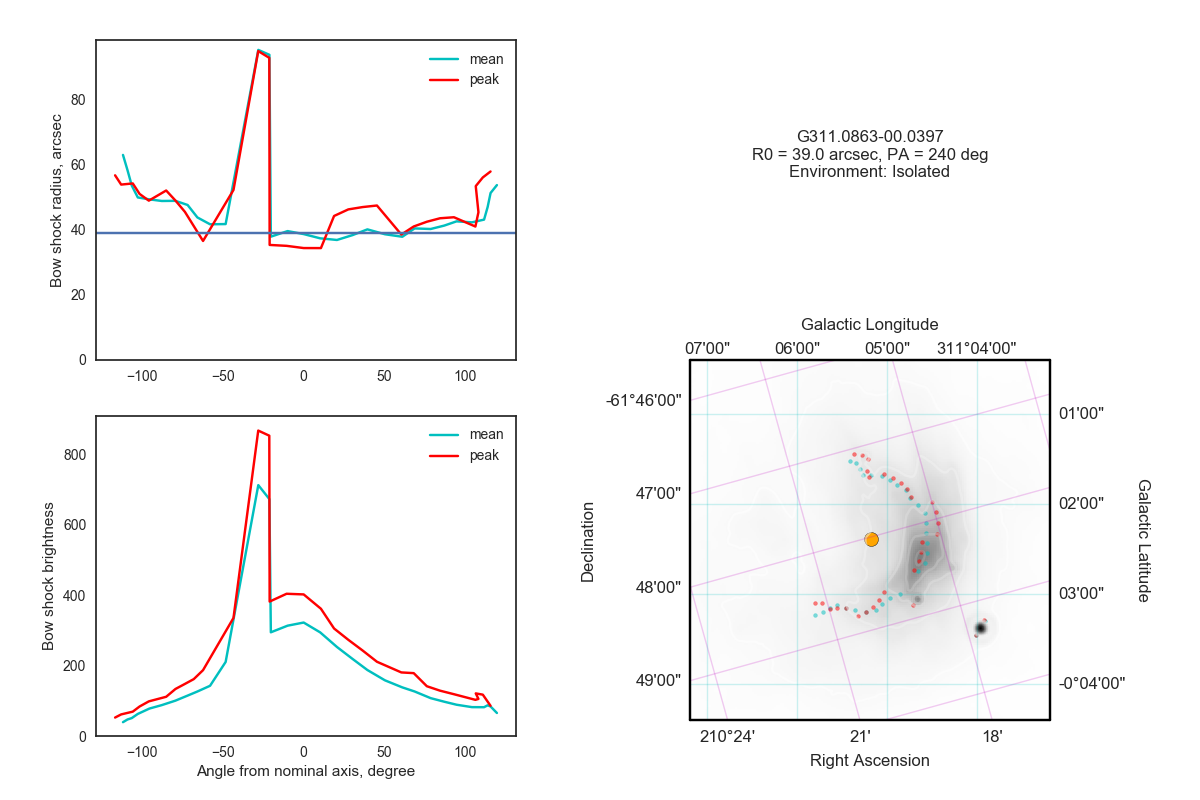 mean
peak
Bow shock radius, arcsec
80
60
40
20
0
−100
−50
0
50
100
mean
peak
Bow shock brightness
800
600
400
200
0
−100
−50
0
50
100
Angle from nominal axis, degree
G311.0863-00.0397
R0 = 39.0 arcsec, PA = 240 deg
Environment: Isolated
Galactic Longitude
07'00"
06'00"
05'00"
311°04'00"
-61°46'00"
47'00"
48'00"
49'00"
Declination
01'00"
02'00"
03'00"
-0°04'00"
Galactic Latitude
210°24'
21'
18'
Right Ascension